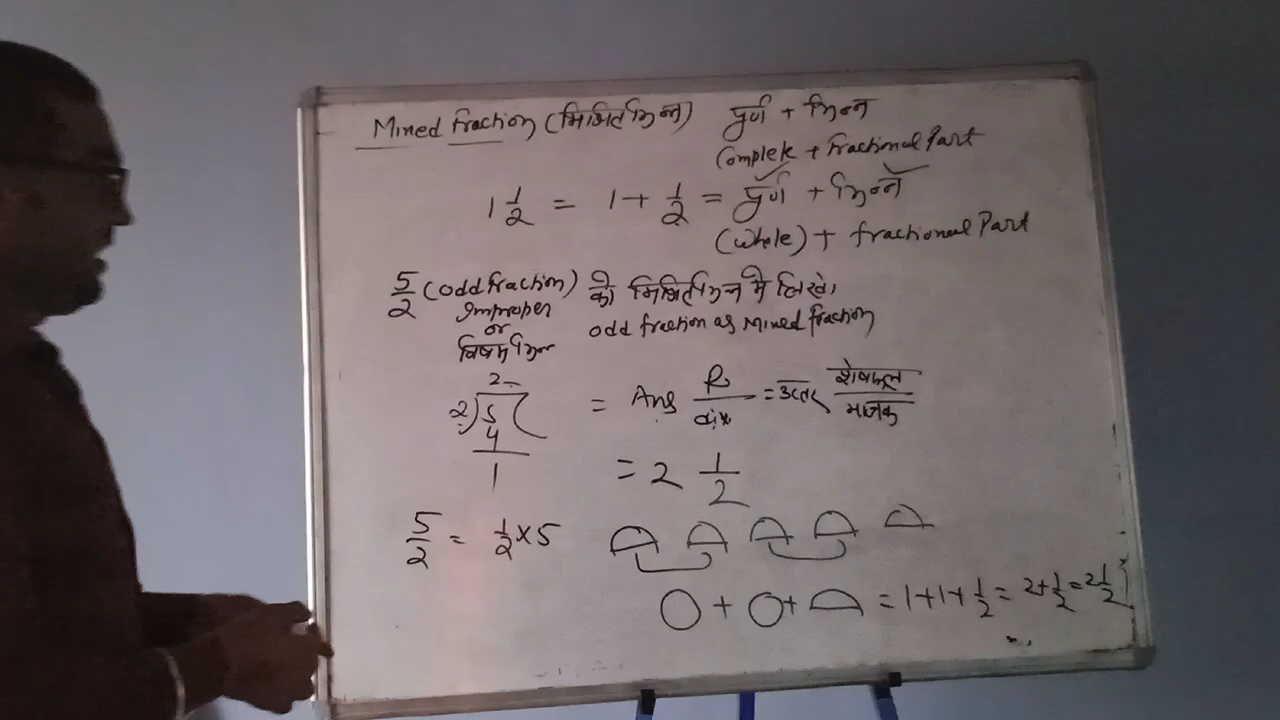 Mixed fraction (मिश्रित भिन्न) पूर्ण + भिन्न
Complete + fractional Part
1 1/2 = 1 + 1/2 = पूर्ण + भिन्न
(whole) + fractional Part
5/2 (odd fraction) को मिश्रित भिन्न में लिखे।
Improper odd fraction as Mixed fraction
or
विषम भिन्न
2
2) 5 ( = Ans R/div = उत्तर शेषफल/भाजक
4
1 = 2 1/2
5/2 = 1/2 × 5
+ + = 1+1+1/2 = 2+1/2 = 2 1/2